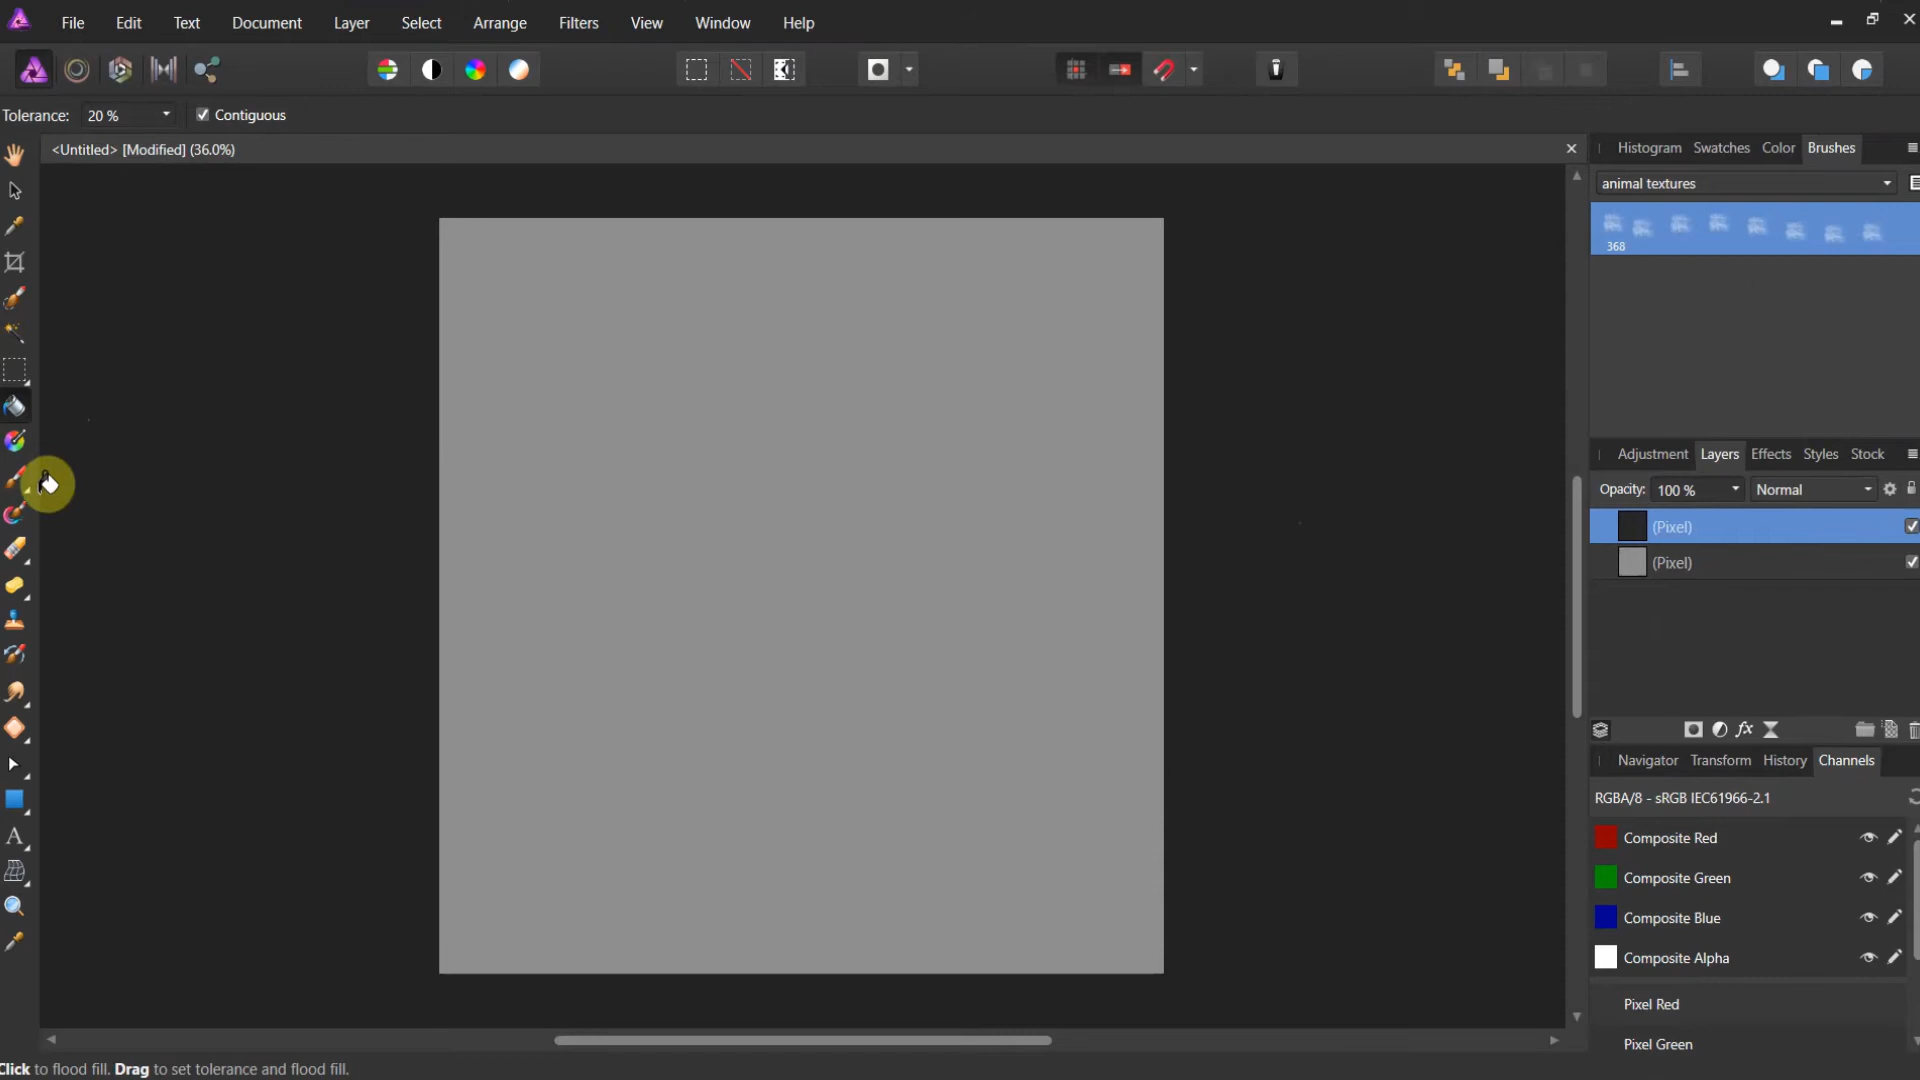 File Edit Text Document Layer Select Arrange Filters View Window Help
Tolerance: 20 % Contiguous
<Untitled> [Modified] (36.0%)
Histogram Swatches Color Brushes
animal textures
368
Adjustment Layers Effects Styles Stock
Opacity: 100 % Normal
(Pixel)
(Pixel)
Navigator Transform History Channels
RGBA/8 - sRGB IEC61966-2.1
Composite Red
Composite Green
Composite Blue
Composite Alpha
Pixel Red
Pixel Green
Click to flood fill. Drag to set tolerance and flood fill.